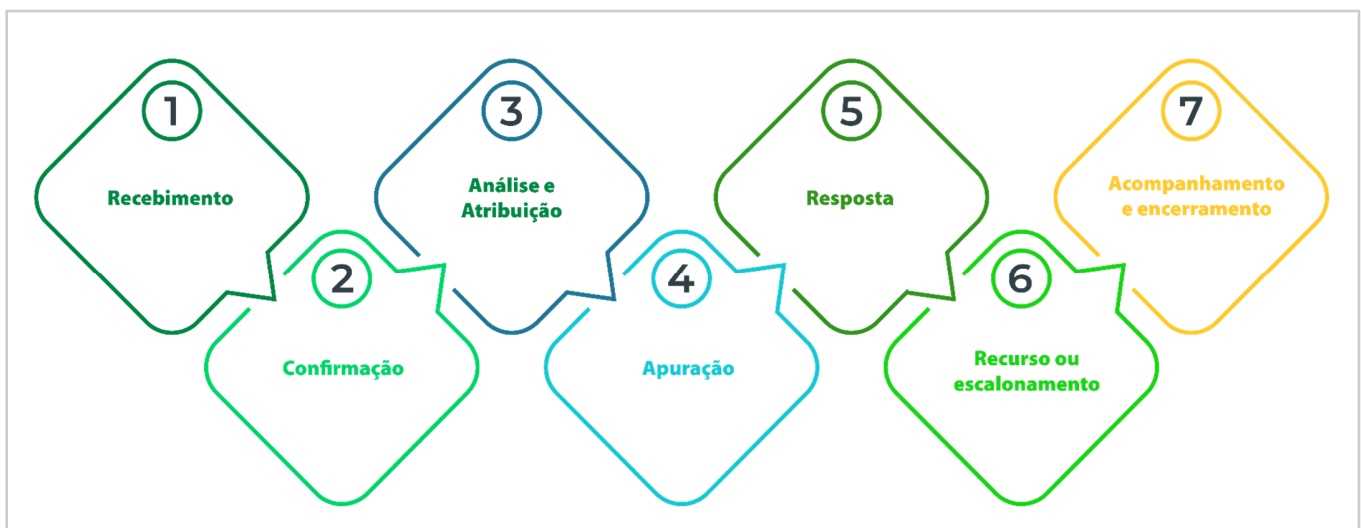 1
Recebimento
2
Confirmação
3
Análise e
Atribuição
4
Apuração
5
Resposta
6
Recurso ou
escalonamento
7
Acompanhamento
e encerramento